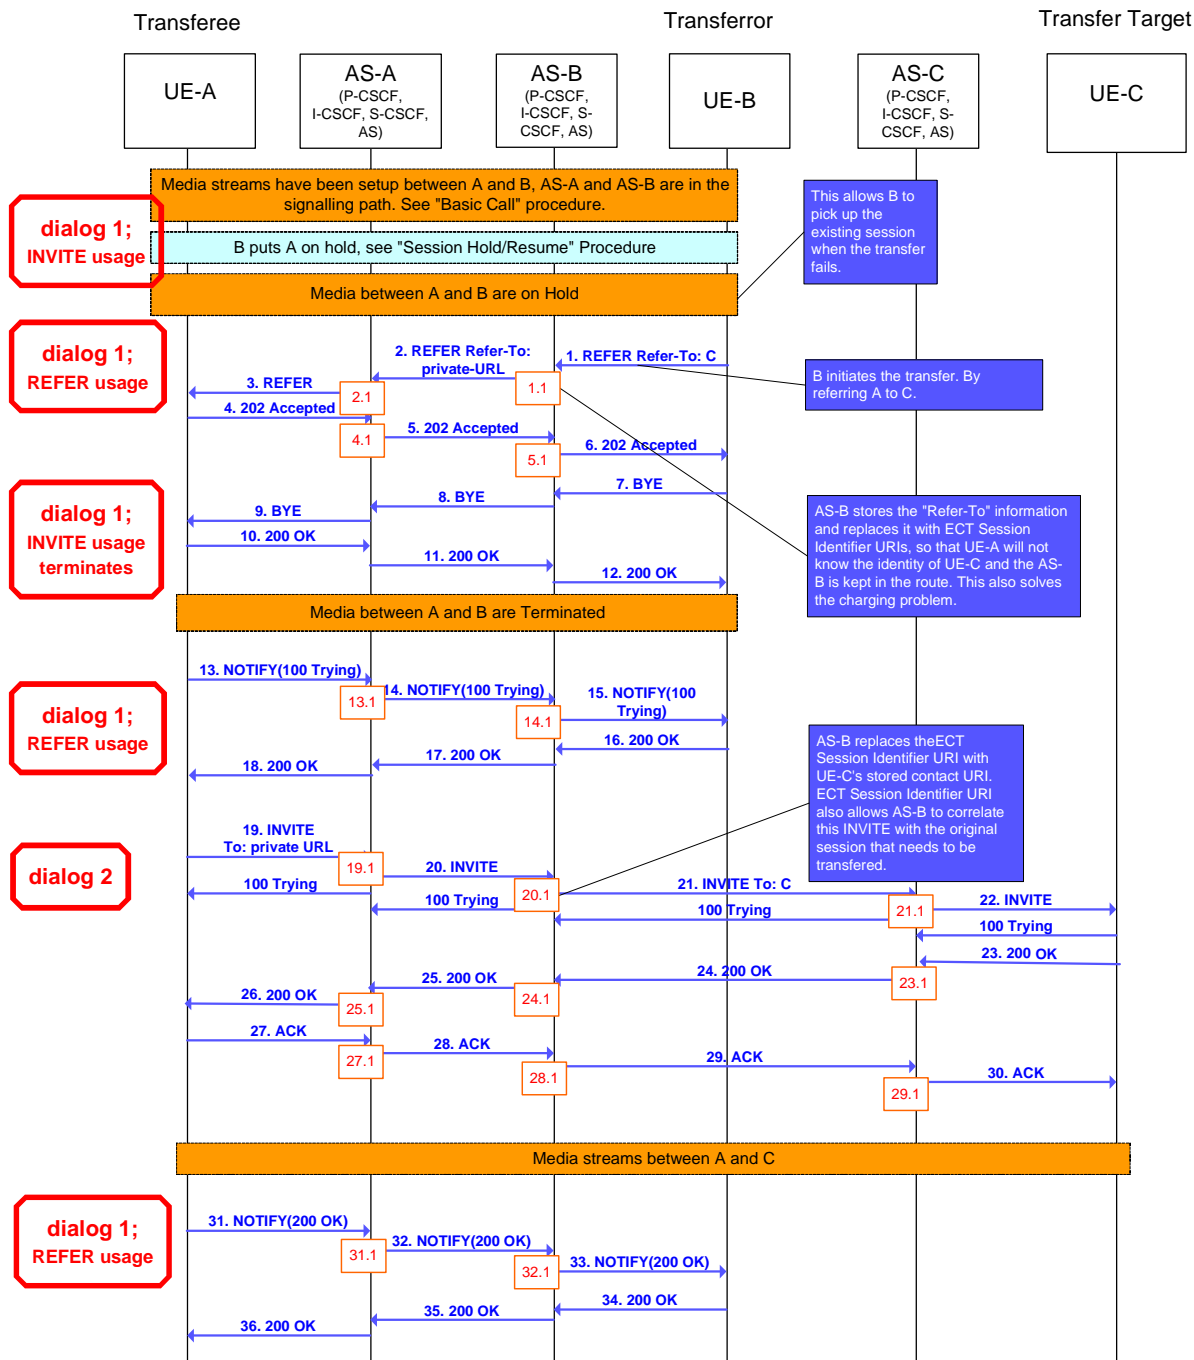 Transferee
Transferror
Transfer Target
UE-A
AS-A
(P-CSCF,
I-CSCF, S-CSCF,
AS)
AS-B
(P-CSCF,
I-CSCF, S-
CSCF, AS)
UE-B
AS-C
(P-CSCF,
I-CSCF, S-
CSCF, AS)
UE-C
Media streams have been setup between A and B, AS-A and AS-B are in the
signalling path. See "Basic Call" procedure.
This allows B to
pick up the
existing session
when the transfer
fails.
dialog 1;
INVITE usage
B puts A on hold, see "Session Hold/Resume" Procedure
Media between A and B are on Hold
dialog 1;
REFER usage
1. REFER Refer-To: C
2. REFER Refer-To:
private-URL
1.1
3. REFER
2.1
B initiates the transfer. By
referring A to C.
4. 202 Accepted
4.1
5. 202 Accepted
5.1
6. 202 Accepted
dialog 1;
INVITE usage
terminates
7. BYE
8. BYE
9. BYE
10. 200 OK
11. 200 OK
12. 200 OK
AS-B stores the "Refer-To" information
and replaces it with ECT Session
Identifier URIs, so that UE-A will not
know the identity of UE-C and the AS-
B is kept in the route. This also solves
the charging problem.
Media between A and B are Terminated
dialog 1;
REFER usage
13. NOTIFY(100 Trying)
13.1
14. NOTIFY(100 Trying)
14.1
15. NOTIFY(100
Trying)
16. 200 OK
17. 200 OK
18. 200 OK
AS-B replaces theECT
Session Identifier URI with
UE-C's stored contact URI.
ECT Session Identifier URI
also allows AS-B to correlate
this INVITE with the original
session that needs to be
transfered.
dialog 2
19. INVITE
To: private URL
19.1
20. INVITE
100 Trying
20.1
21. INVITE To: C
100 Trying
21.1
22. INVITE
100 Trying
100 Trying
23. 200 OK
23.1
24. 200 OK
24.1
25. 200 OK
25.1
26. 200 OK
27. ACK
27.1
28. ACK
28.1
29. ACK
29.1
30. ACK
Media streams between A and C
dialog 1;
REFER usage
31. NOTIFY(200 OK)
31.1
32. NOTIFY(200 OK)
32.1
33. NOTIFY(200 OK)
34. 200 OK
35. 200 OK
36. 200 OK